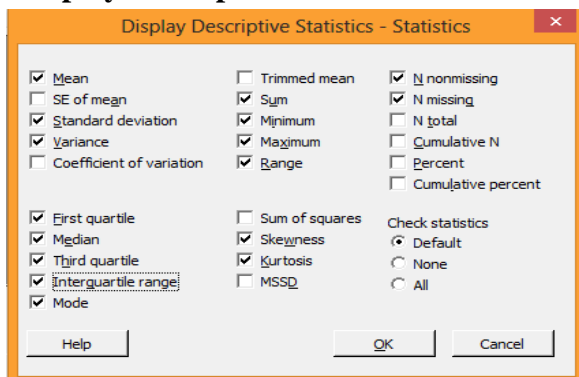 Display Descriptive Statistics - Statistics
Mean
SE of mean
Standard deviation
Variance
Coefficient of variation
Trimmed mean
Sum
Minimum
Maximum
Range
N nonmissing
N missing
N total
Cumulative N
Percent
Cumulative percent
First quartile
Median
Third quartile
Interquartile range
Mode
Sum of squares
Skewness
Kurtosis
MSSD
Check statistics
Default
None
All
Help
OK
Cancel